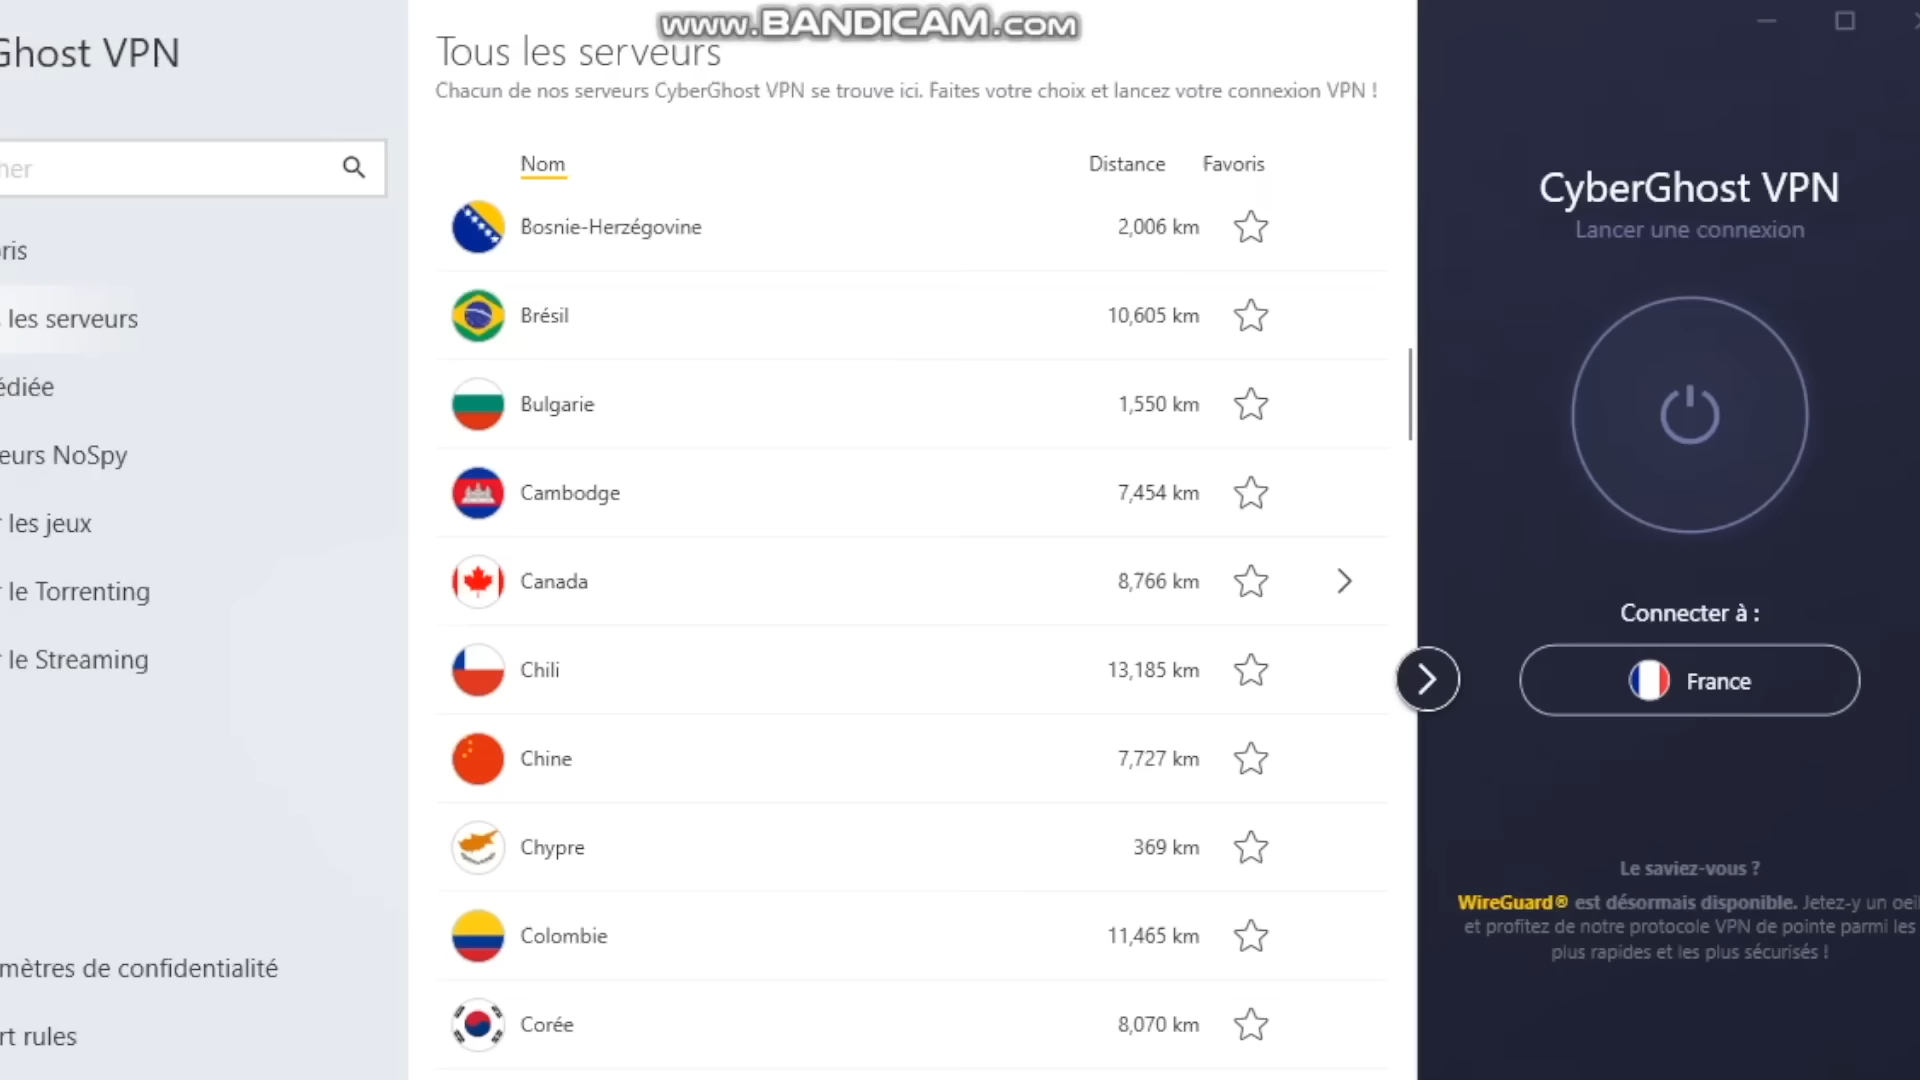 www.BANDICAM.com
Ghost VPN
Tous les serveurs
Chacun de nos serveurs CyberGhost VPN se trouve ici. Faites votre choix et lancez votre connexion VPN !
her
ris
les serveurs
édiée
eurs NoSpy
r les jeux
r le Torrenting
r le Streaming
mètres de confidentialité
rt rules
Nom Distance Favoris
Bosnie-Herzégovine 2,006 km
Brésil 10,605 km
Bulgarie 1,550 km
Cambodge 7,454 km
Canada 8,766 km
Chili 13,185 km
Chine 7,727 km
Chypre 369 km
Colombie 11,465 km
Corée 8,070 km
CyberGhost VPN
Lancer une connexion
Connecter à :
France
Le saviez-vous ?
WireGuard® est désormais disponible. Jetez-y un oeil
et profitez de notre protocole VPN de pointe parmi les
plus rapides et les plus sécurisés !